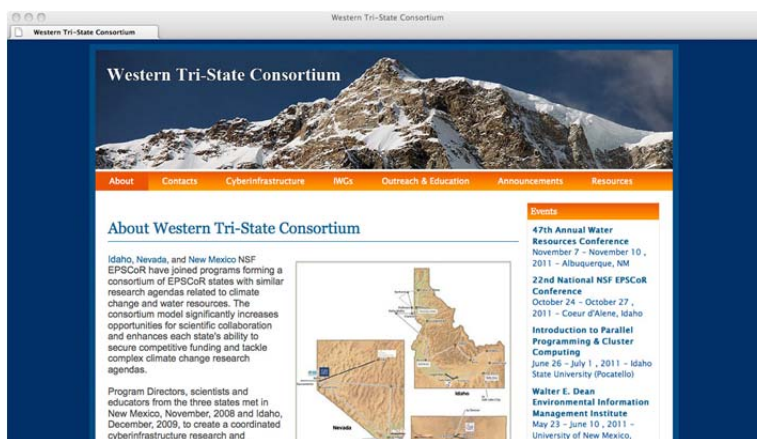 Western Tri-State Consortium
Western Tri-State Consortium
Western Tri-State Consortium
About Contacts Cyberinfrastructure IWGs Outreach & Education Announcements Resources
About Western Tri-State Consortium
Idaho, Nevada, and New Mexico NSF
EPSCoR have joined programs forming a
consortium of EPSCoR states with similar
research agendas related to climate
change and water resources. The
consortium model significantly increases
opportunities for scientific collaboration
and enhances each state's ability to
secure competitive funding and tackle
complex climate change research
agendas.
Program Directors, scientists and
educators from the three states met in
New Mexico, November, 2008 and Idaho,
December, 2009, to create a coordinated
cyberinfrastructure research and
Idaho
Nevada
Events
47th Annual Water
Resources Conference
November 7 - November 10 ,
2011 - Albuquerque, NM
22nd National NSF EPSCoR
Conference
October 24 - October 27 ,
2011 - Coeur d'Alene, Idaho
Introduction to Parallel
Programming & Cluster
Computing
June 26 - July 1 , 2011 - Idaho
State University (Pocatello)
Walter E. Dean
Environmental Information
Management Institute
May 23 - June 10 , 2011 -
University of New Mexico,